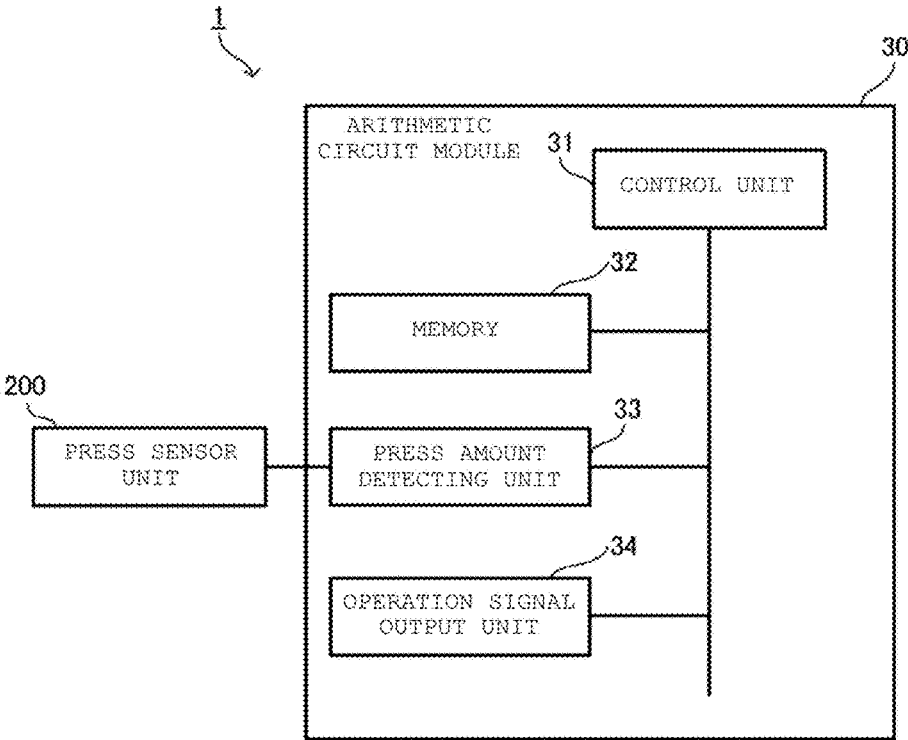 1
30
ARITHMETIC
CIRCUIT MODULE
31
CONTROL UNIT
32
MEMORY
200
PRESS SENSOR
UNIT
33
PRESS AMOUNT
DETECTING UNIT
34
OPERATION SIGNAL
OUTPUT UNIT